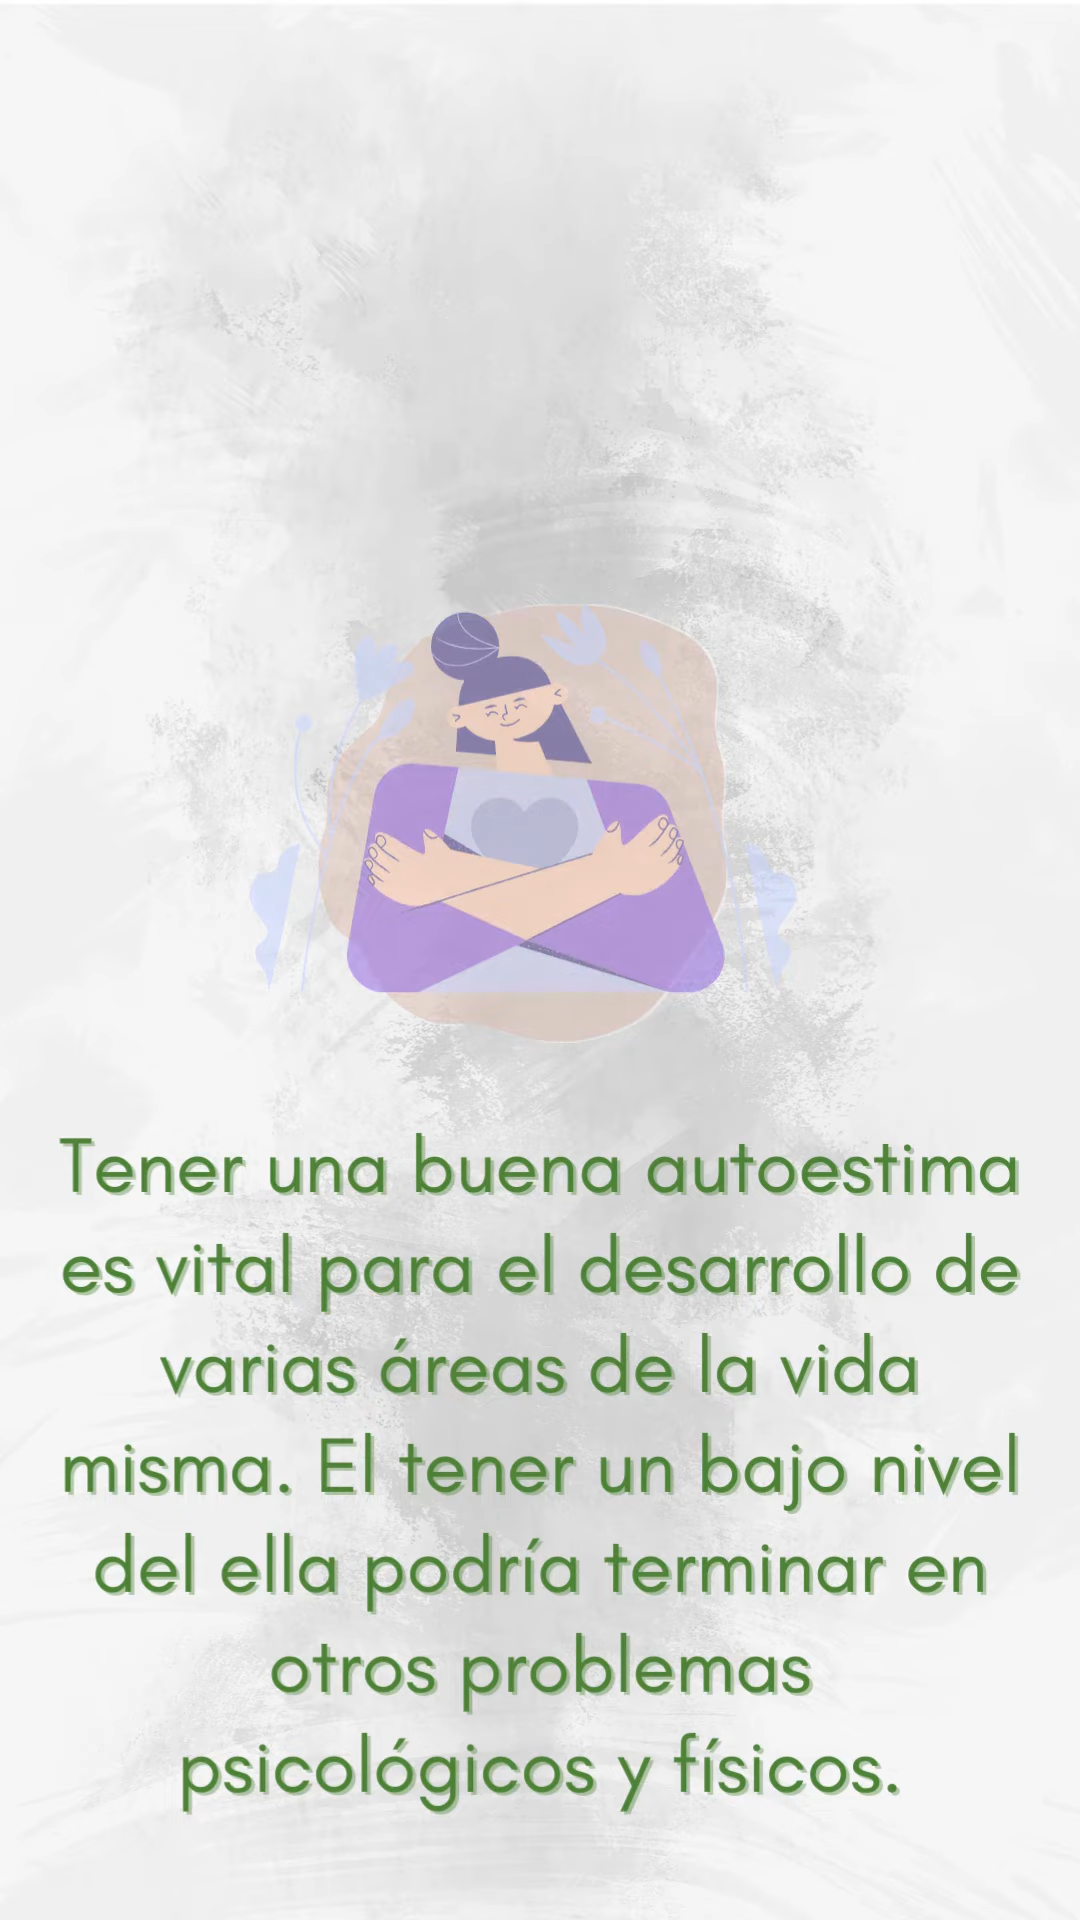 Tener una buena autoestima
es vital para el desarrollo de
varias áreas de la vida
misma. El tener un bajo nivel
del ella podría terminar en
otros problemas
psicológicos y físicos.